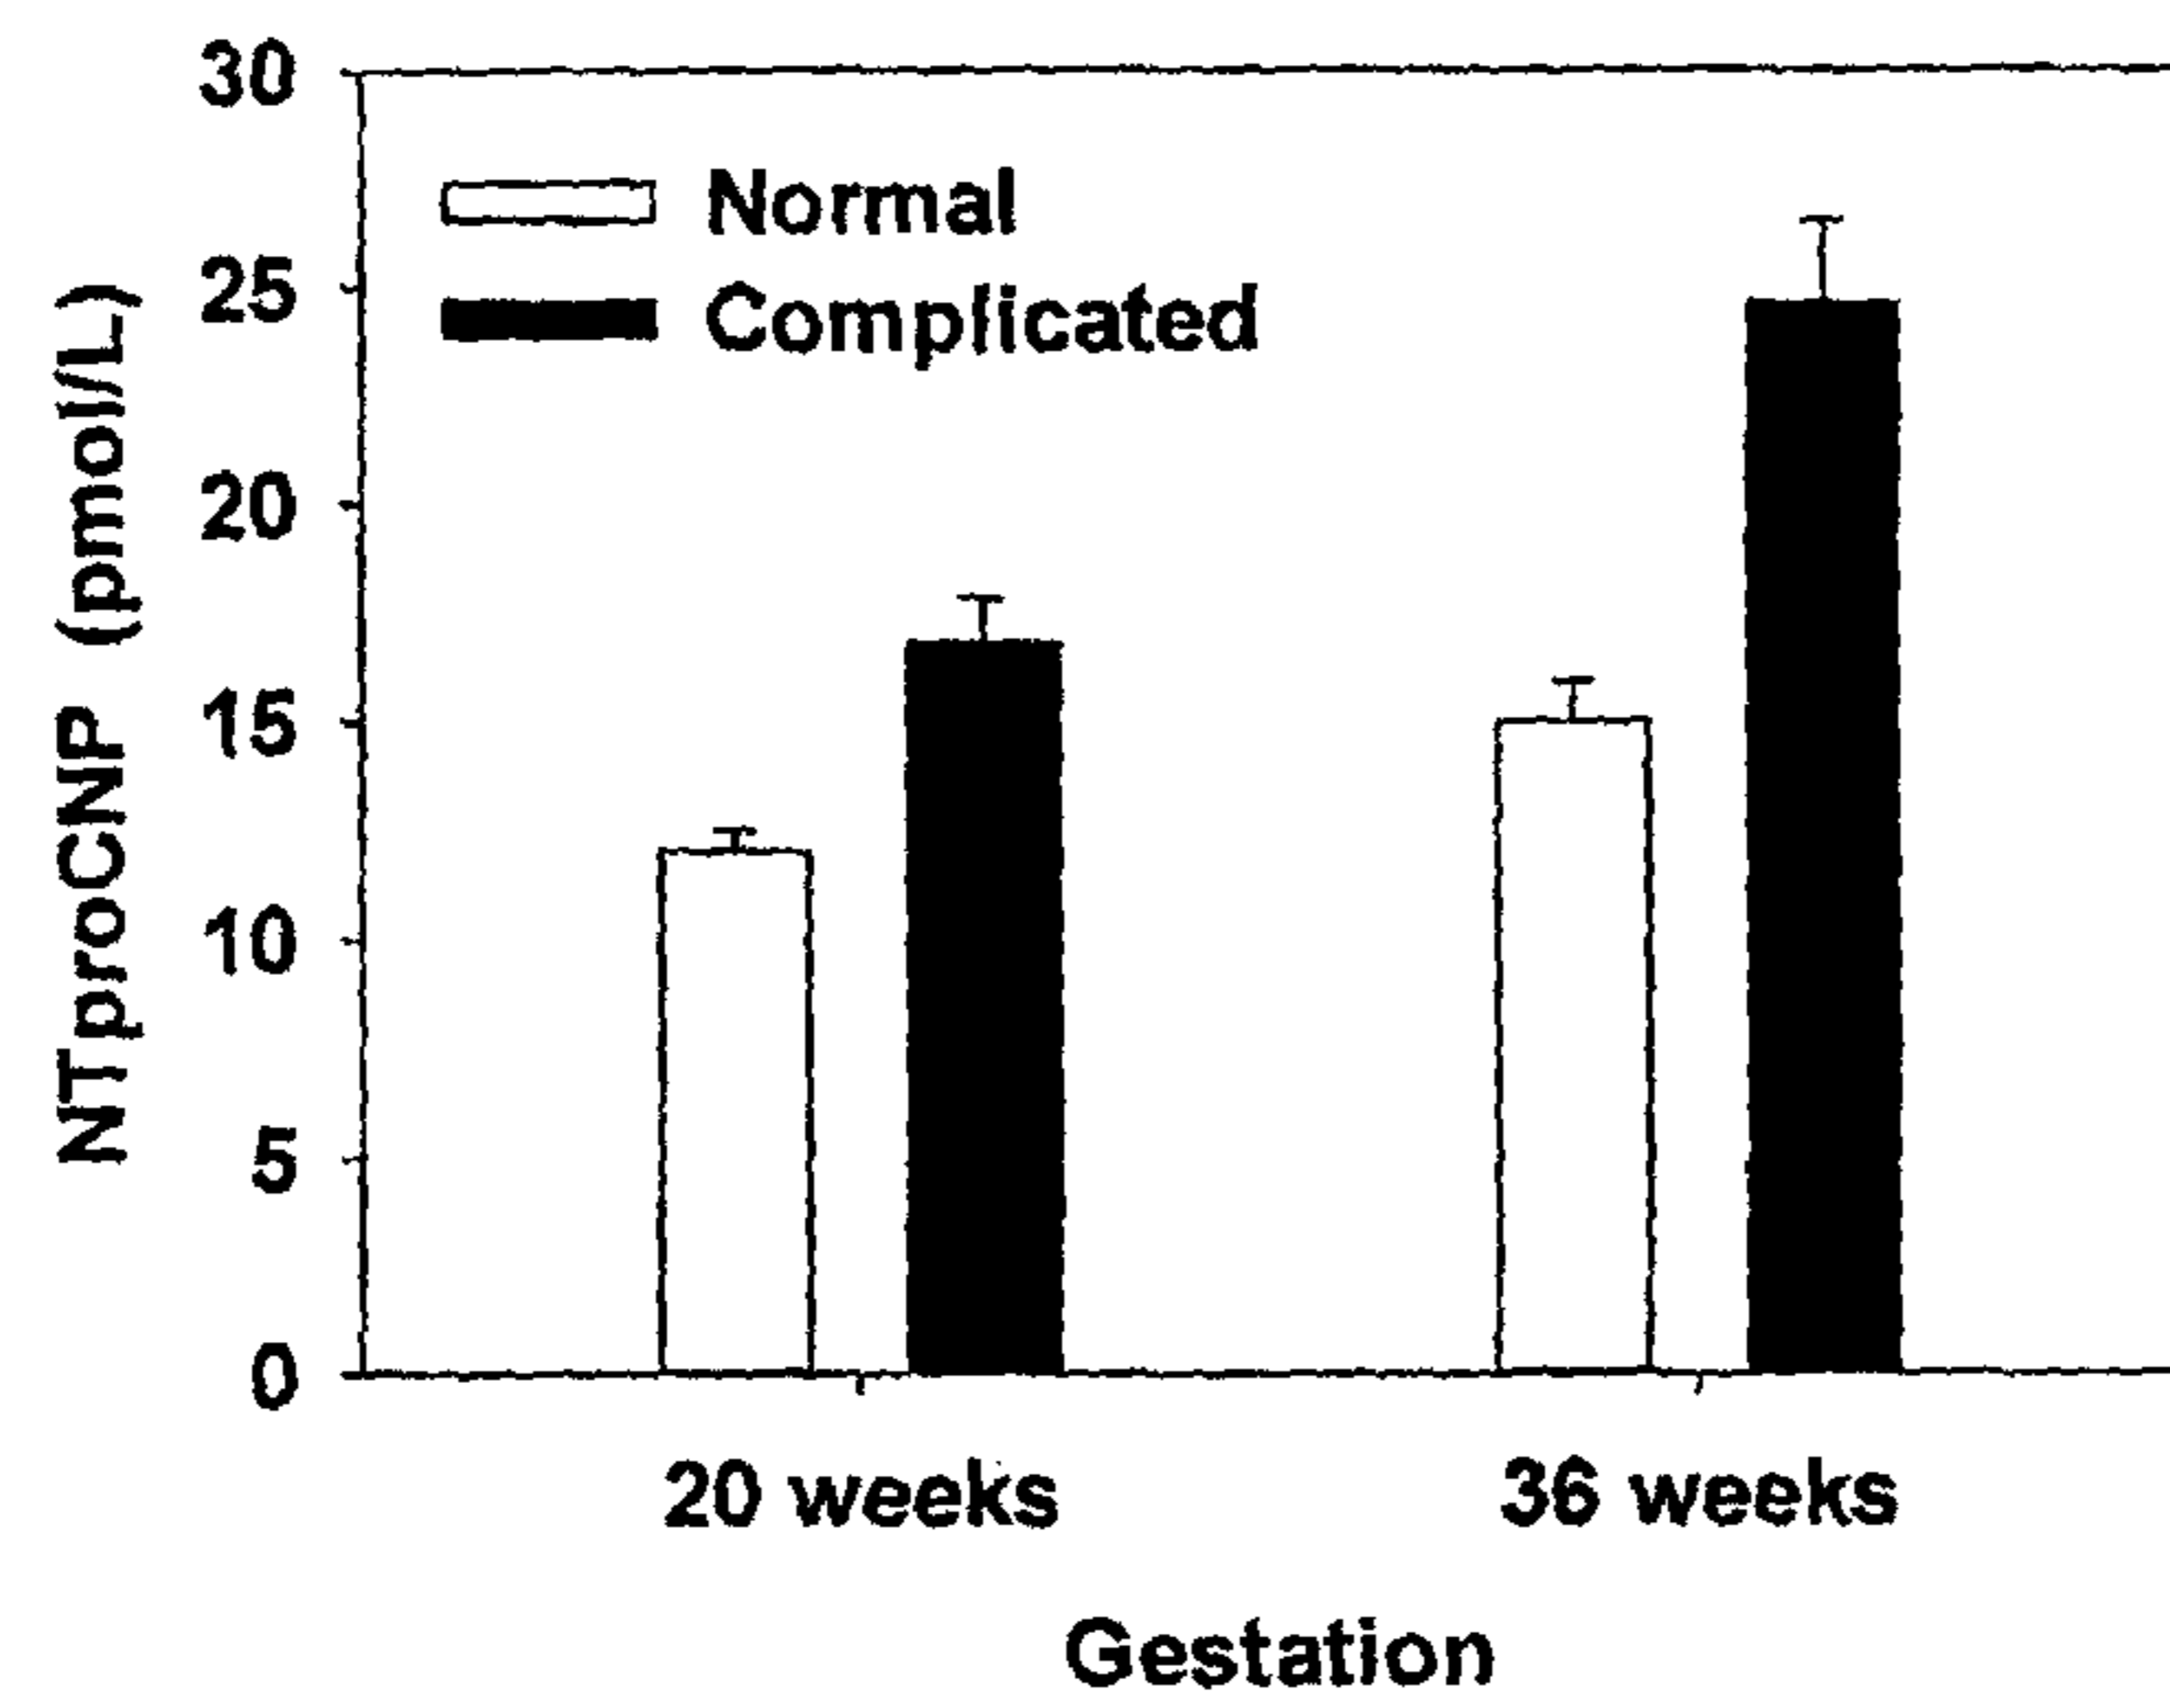 NTproCNP (pmol/L)
30
25
20
15
10
5
0
Normal
Complicated
20 weeks
36 weeks
Gestation